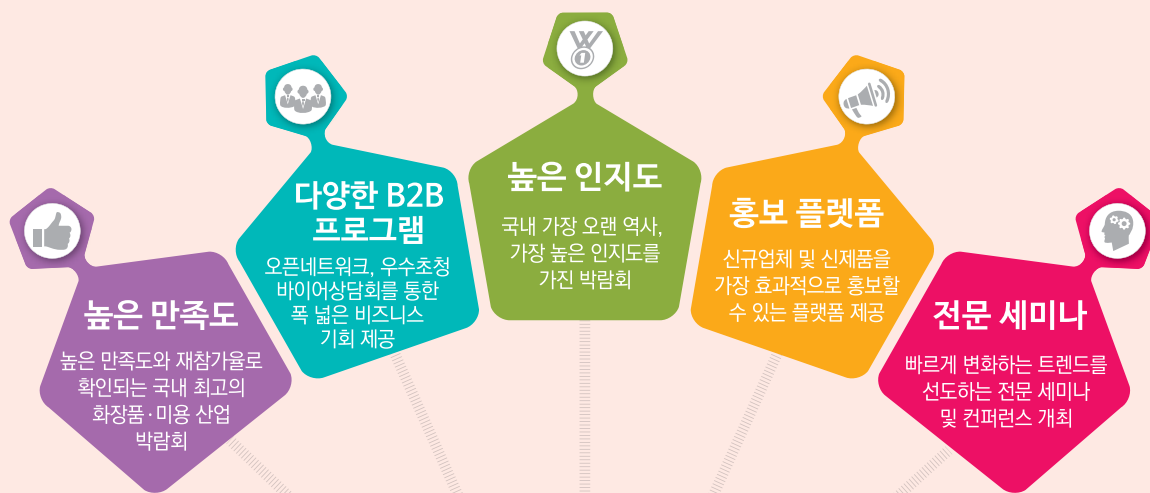 높은 만족도
높은 만족도와 재참가율로
확인되는 국내 최고의
화장품·미용 산업
박람회
다양한 B2B
프로그램
오픈네트워크, 우수초청
바이어상담회를 통한
폭 넓은 비즈니스
기회 제공
1
높은 인지도
국내 가장 오랜 역사,
가장 높은 인지도를
가진 박람회
홍보 플렛폼
신규업체 및 신제품을
가장 효과적으로 홍보할
수 있는 플랫폼 제공
전문 세미나
빠르게 변화하는 트렌드를
선도하는 전문 세미나
및 컨퍼런스 개최